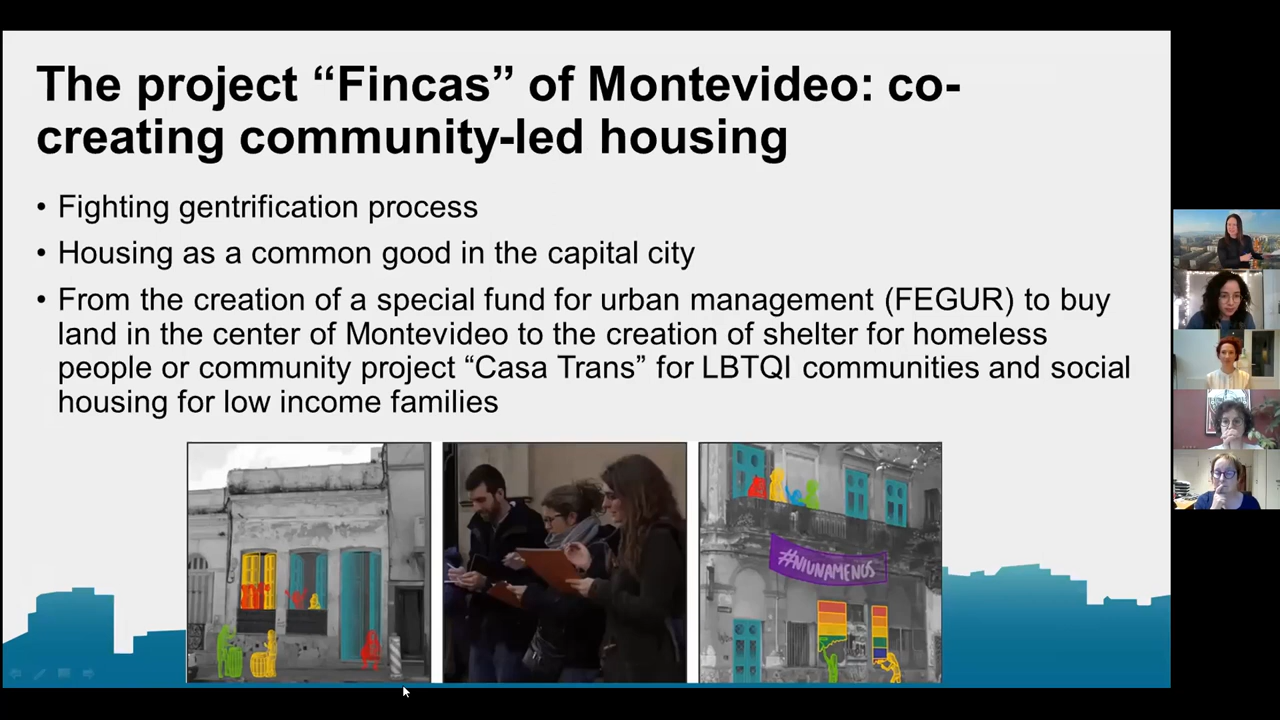 The project “Fincas” of Montevideo: co-
creating community-led housing
• Fighting gentrification process
• Housing as a common good in the capital city
• From the creation of a special fund for urban management (FEGUR) to buy
land in the center of Montevideo to the creation of shelter for homeless
people or community project “Casa Trans” for LBTQI communities and social
housing for low income families
#NIUNAMENOS